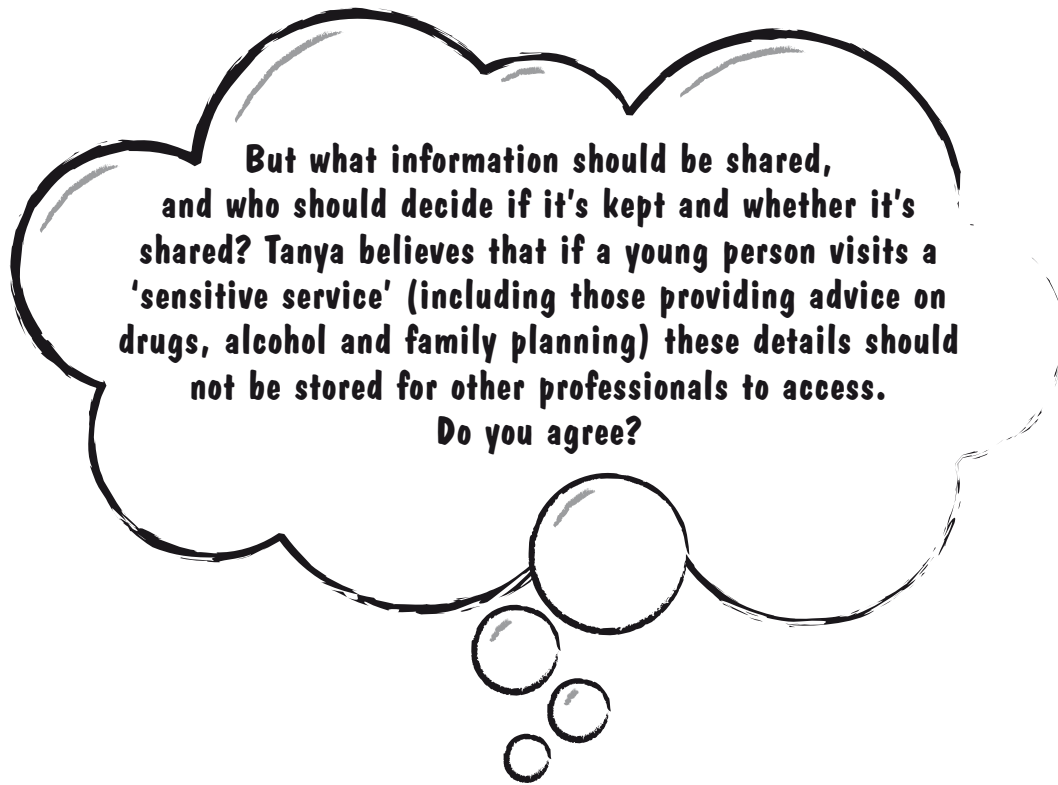 But what information should be shared,
and who should decide if it's kept and whether it's
shared? Tanya believes that if a young person visits a
‘sensitive service’ (including those providing advice on
drugs, alcohol and family planning) these details should
not be stored for other professionals to access.
Do you agree?